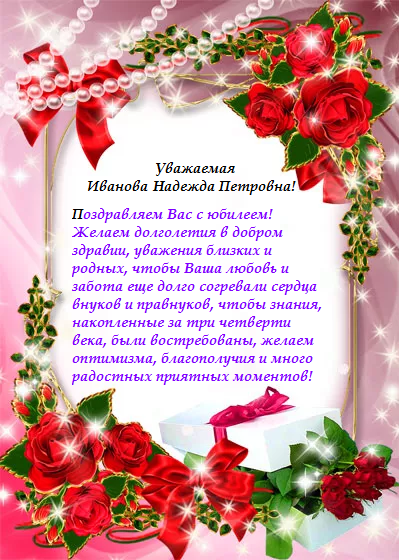 Уважаемая
Иванова Надежда Петровна!
Поздравляем Вас с юбилеем!
Желаем долголетия в добром
здравии, уважения близких и
родных, чтобы Ваша любовь и
забота еще долго согревали сердца
внуков и правнуков, чтобы знания,
накопленные за три четверти
века, были востребованы, желаем
оптимизма, благополучия и много
радостных приятных моментов!